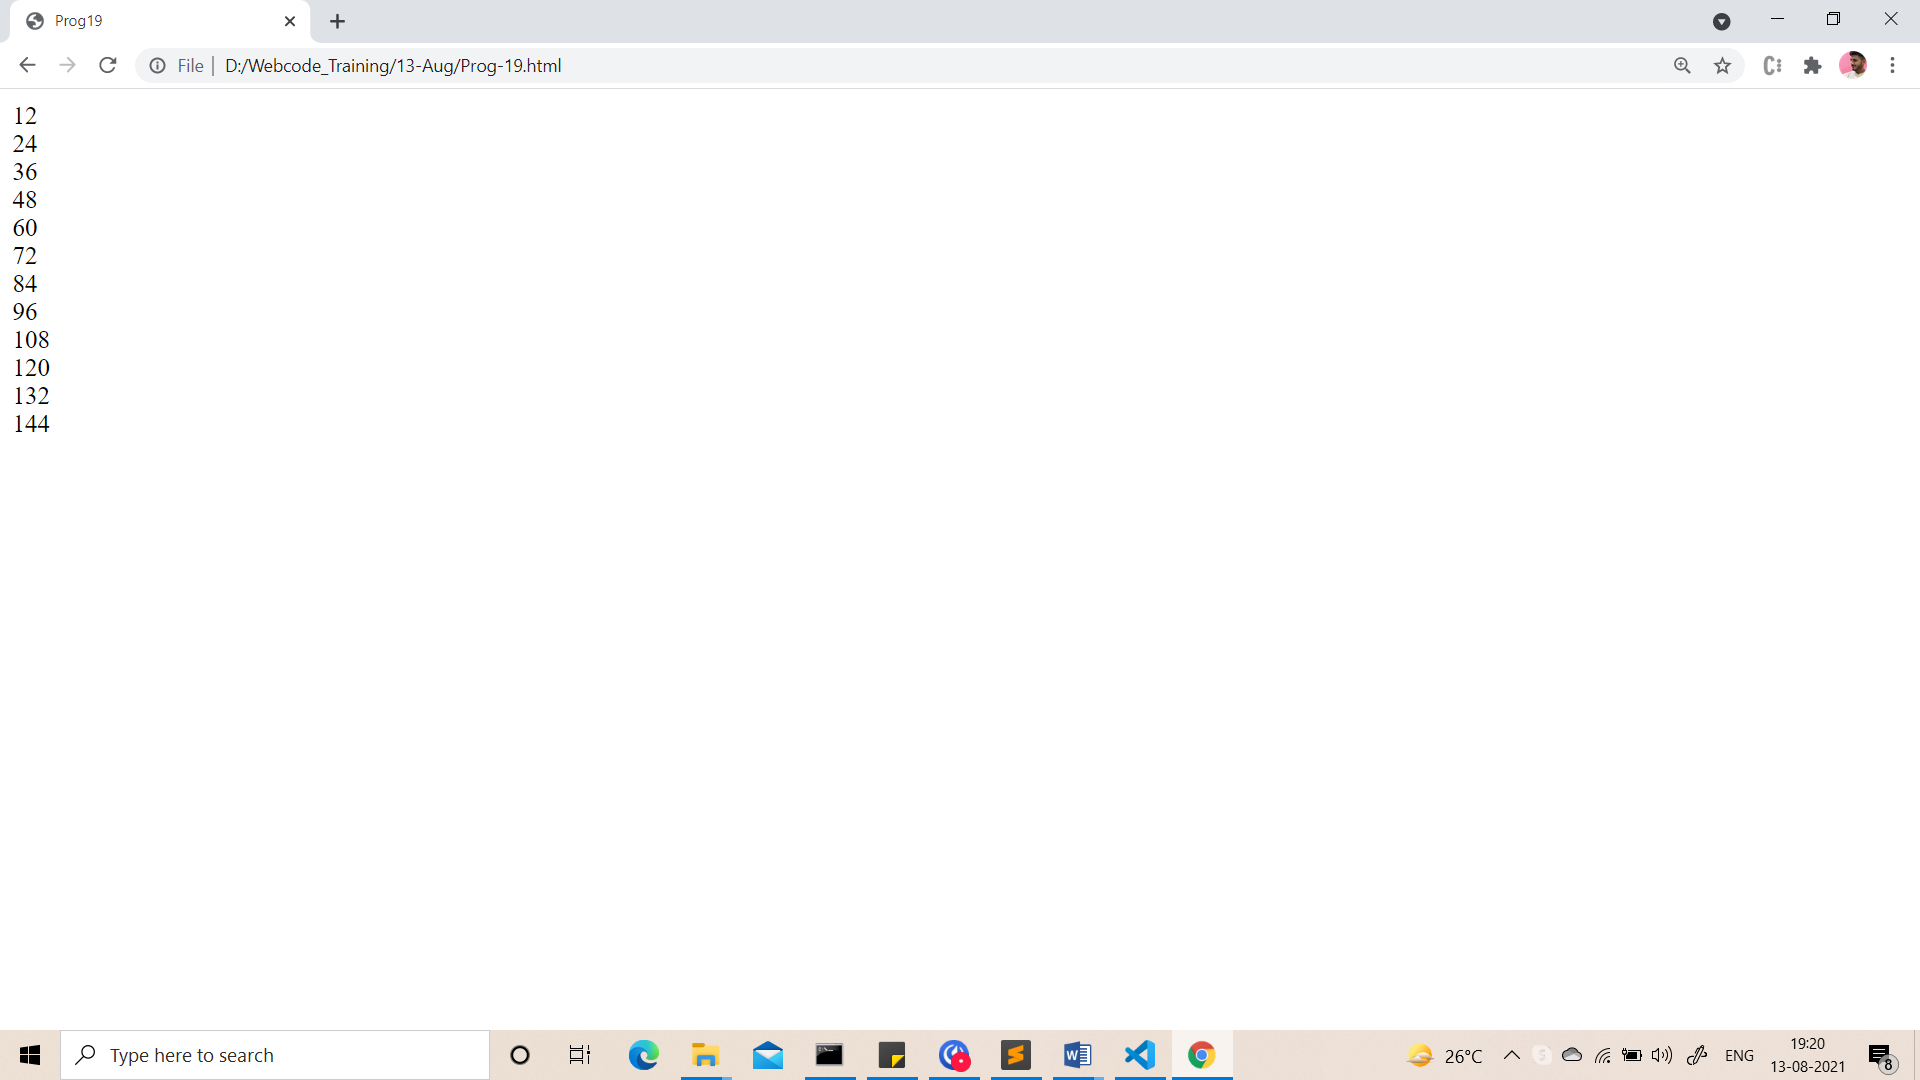 Prog19
File
D:/Webcode_Training/13-Aug/Prog-19.html
12
24
36
48
60
72
84
96
108
120
132
144
Type here to search
26°C
ENG
19:20
13-08-2021
8